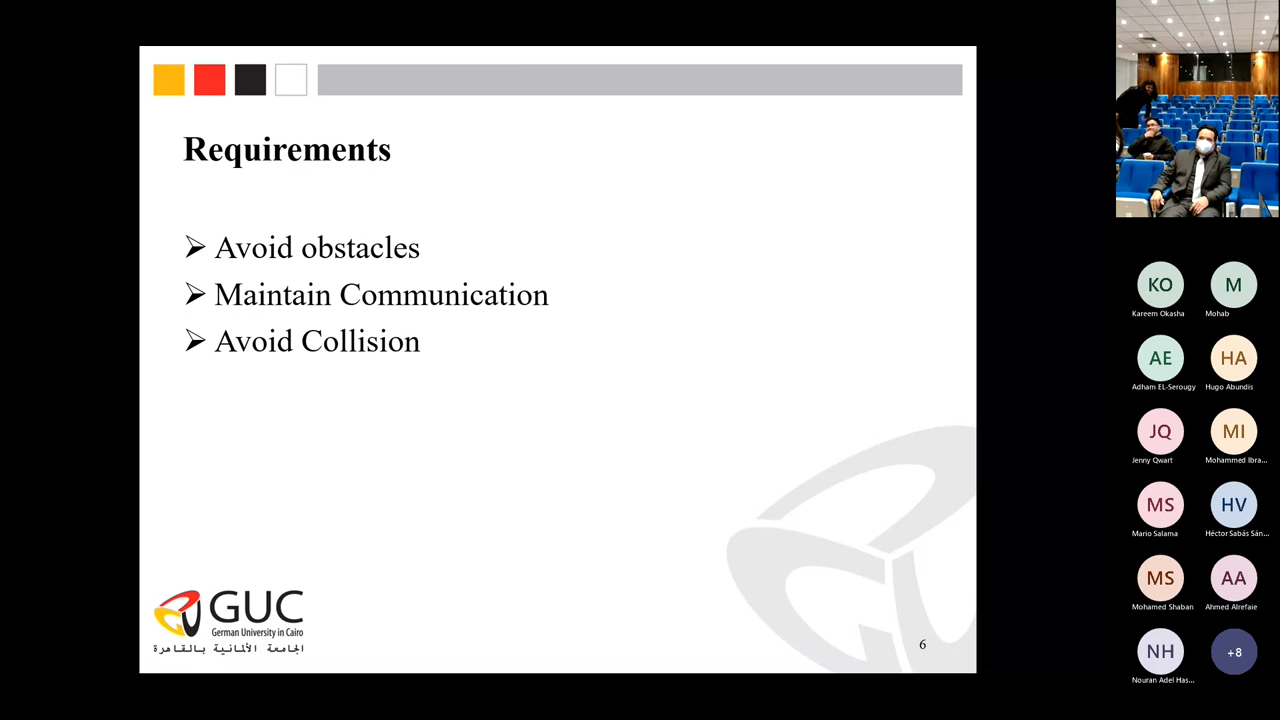 Requirements
➢ Avoid obstacles
➢ Maintain Communication
➢ Avoid Collision
GUC
German University in Cairo
الجامعة الألمانية بالقاهرة
6
KO
Kareem Okasha
M
Mohab
AE
Adham EL-Serougy
HA
Hugo Abundis
JQ
Jenny Qwart
MI
Mohammed Ibra...
MS
Mario Salama
HV
Héctor Sabás Sán...
MS
Mohamed Shaban
AA
Ahmed Alrefaie
NH
Nouran Adel Has...
+8